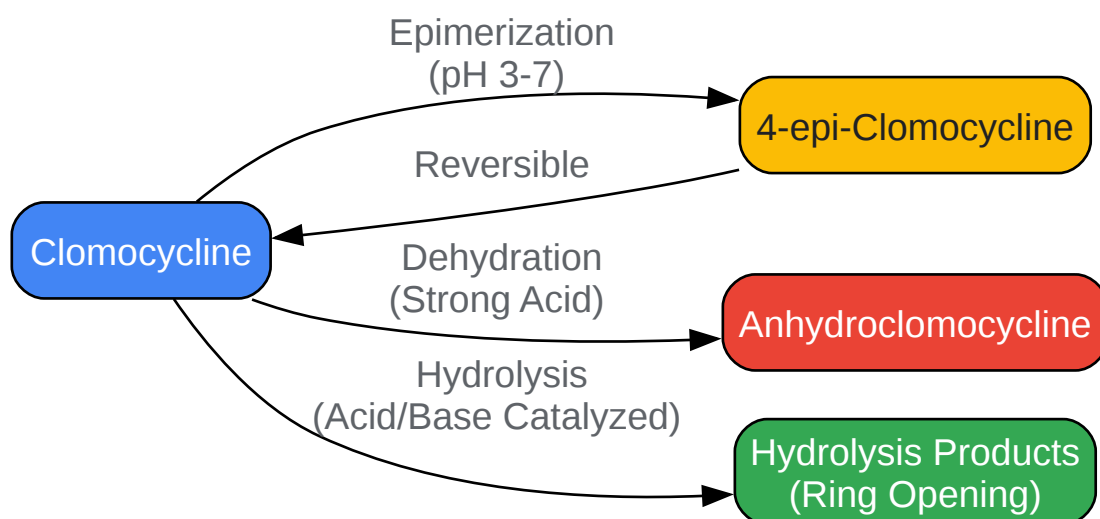 Epimerization
(pH 3-7)
4-epi-Clomocycline
Reversible
Clomocycline
Dehydration
(Strong Acid)
Anhydroclomocycline
Hydrolysis
(Acid/Base Catalyzed)
Hydrolysis Products
(Ring Opening)